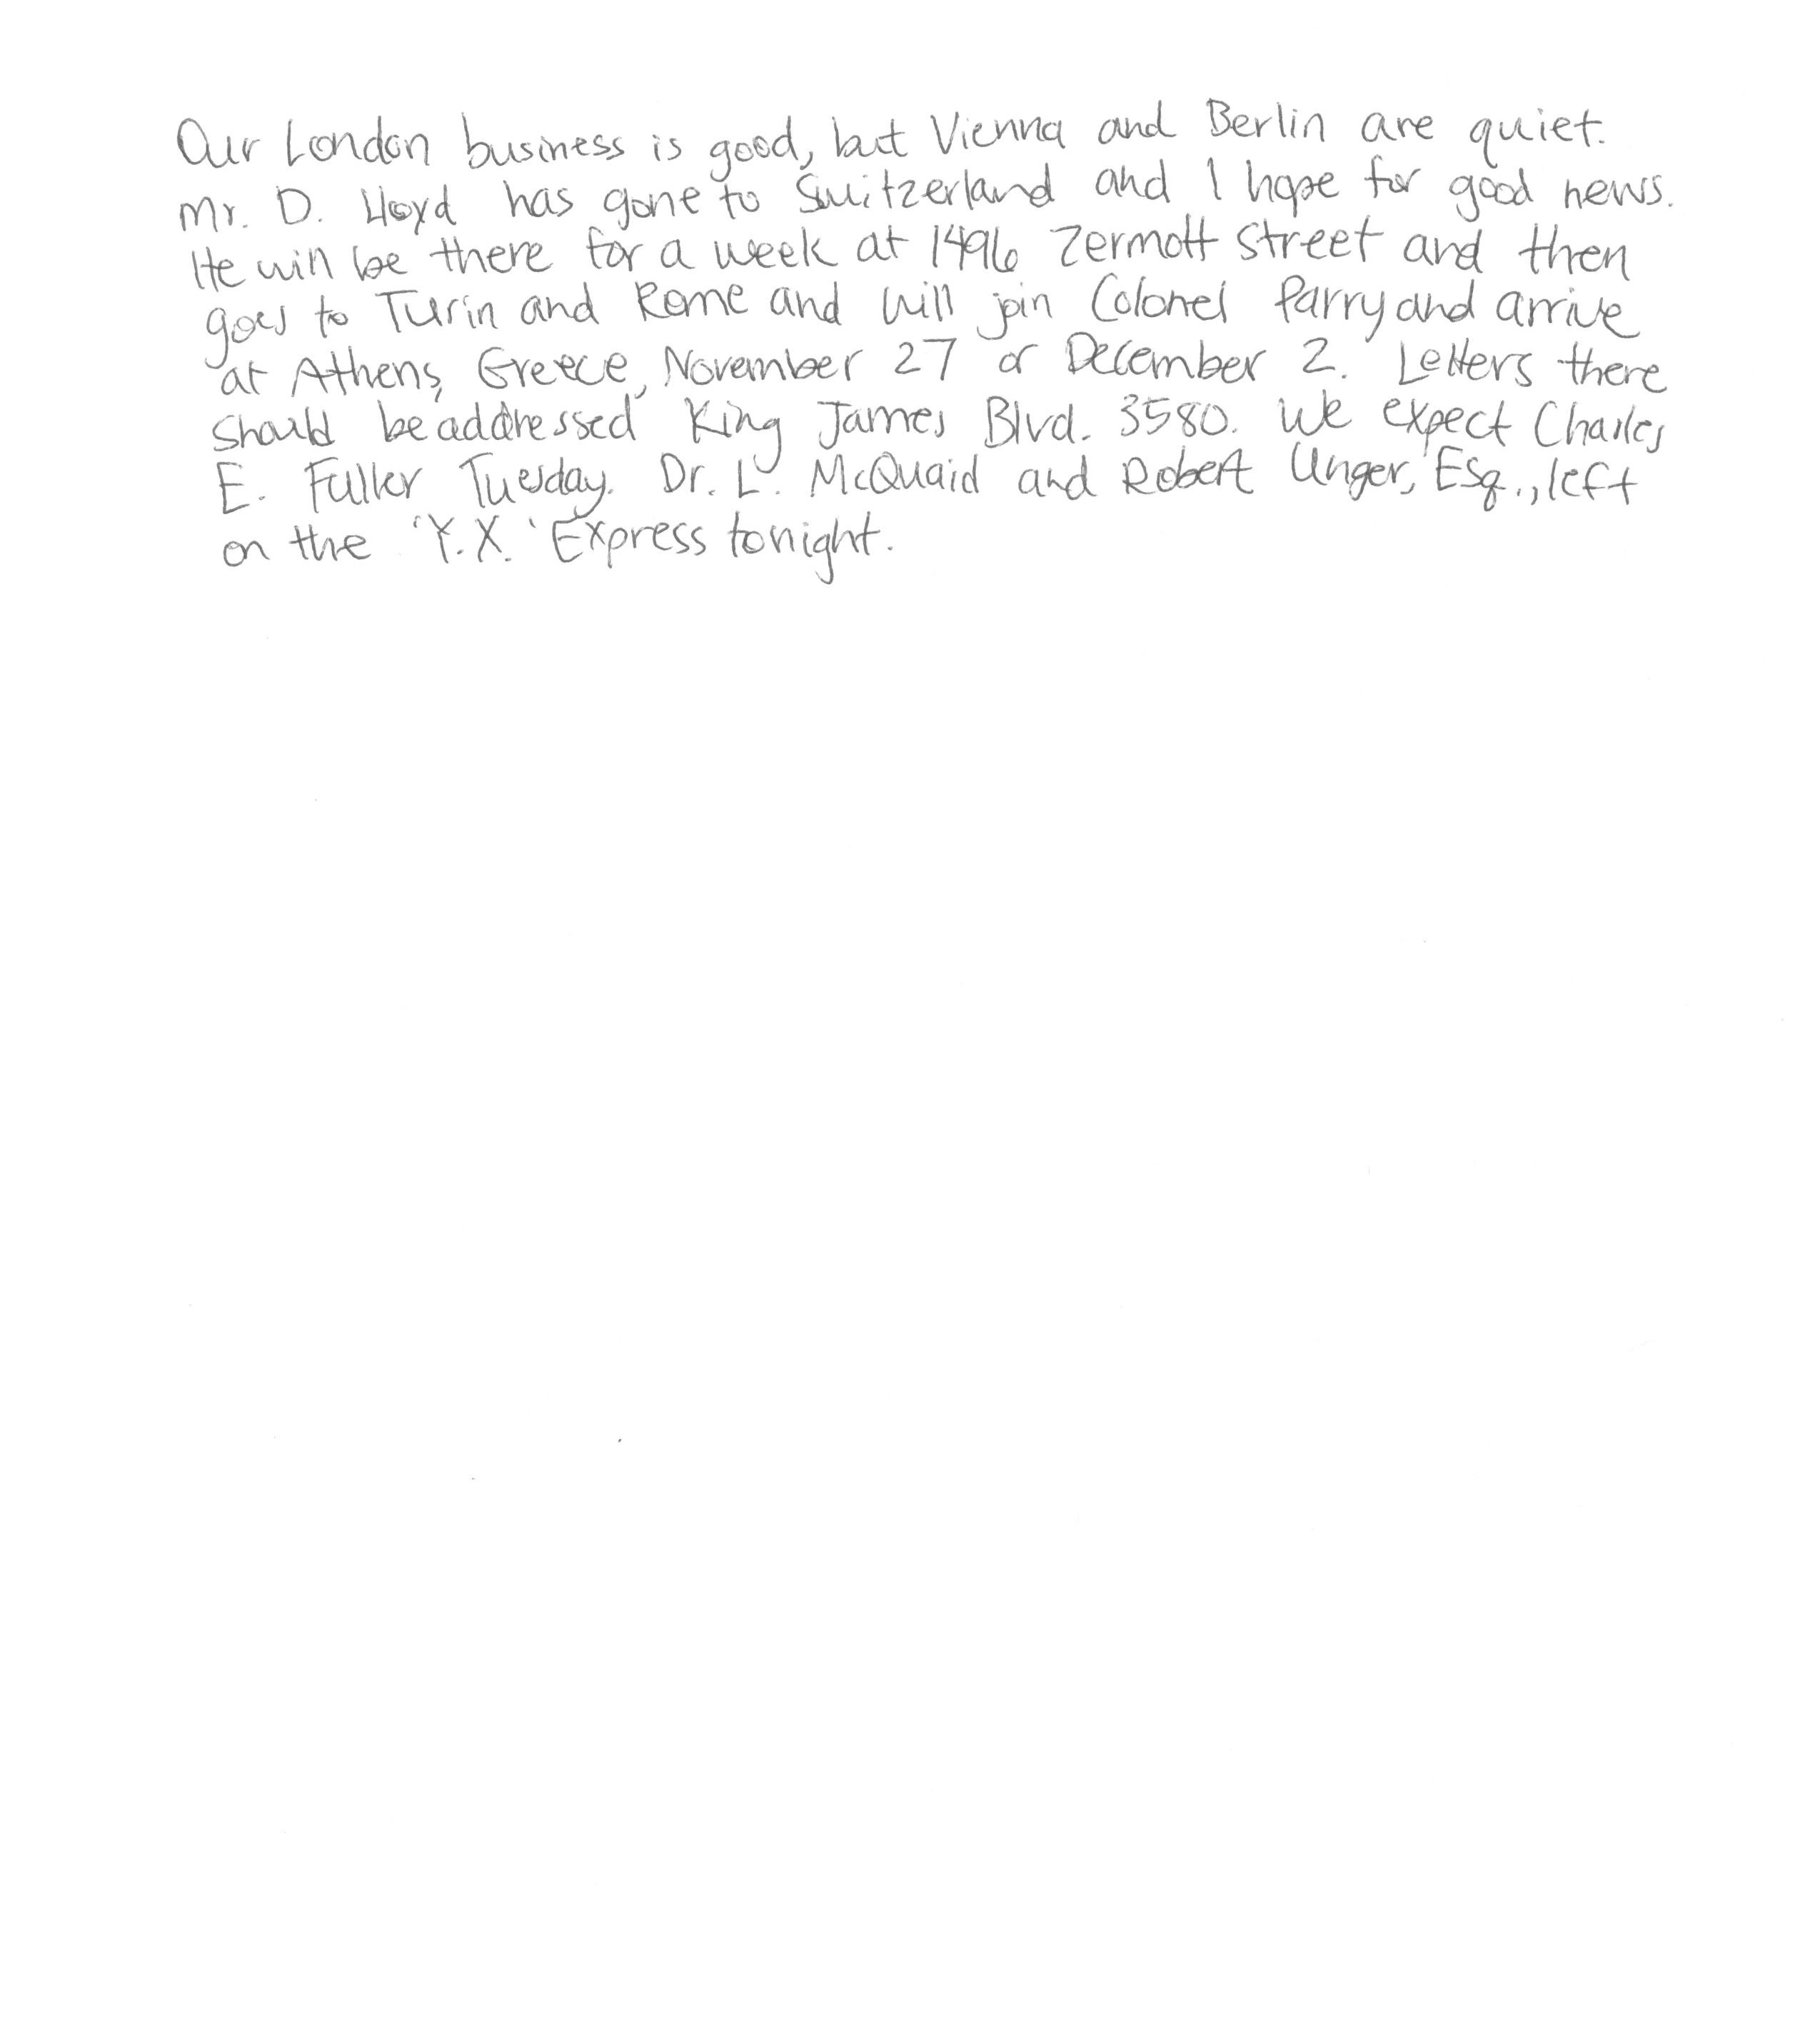 Our London business is good, but Vienna and Berlin are quiet.
Mr. D. Lloyd has gone to Switzerland and I hope for good news.
He will be there for a week at 1496 Zermott Street and then
goes to Turin and Rome and will join Colonel Parry and arrive
at Athens, Greece, November 27 or December 2. Letters there
should be addressed King James Blvd. 3580. We expect Charles
E. Fuller Tuesday. Dr. L. McQuaid and Robert Unger, Esq., left
on the 'Y.X.' Express tonight.